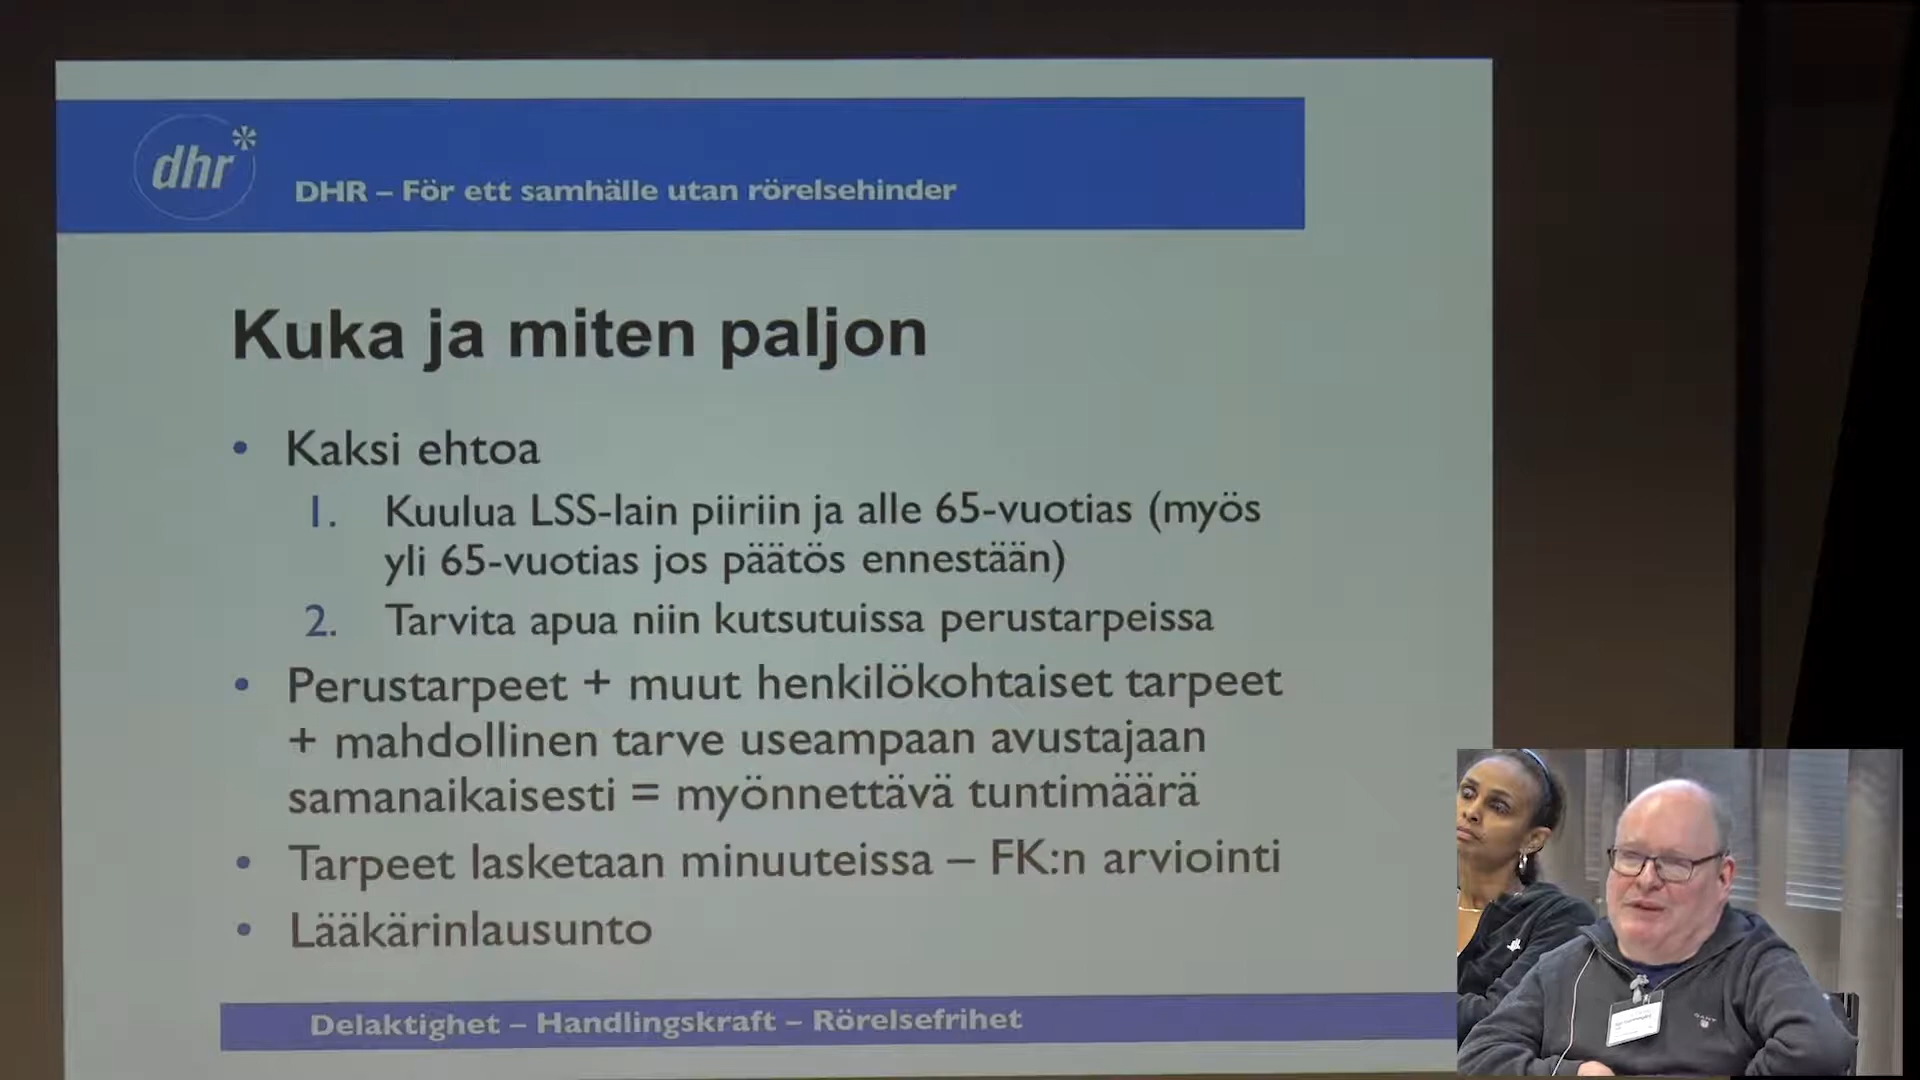 dhr
DHR – För ett samhälle utan rörelsehinder
Kuka ja miten paljon
• Kaksi ehtoa
1. Kuulua LSS-lain piiriin ja alle 65-vuotias (myös
yli 65-vuotias jos päätös ennestään)
2. Tarvita apua niin kutsutuissa perustarpeissa
• Perustarpeet + muut henkilökohtaiset tarpeet
+ mahdollinen tarve useampaan avustajaan
samanaikaisesti = myönnettävä tuntimäärä
• Tarpeet lasketaan minuuteissa – FK:n arviointi
• Lääkärinlausunto
Delaktighet – Handlingskraft – Rörelsefrihet
GANT